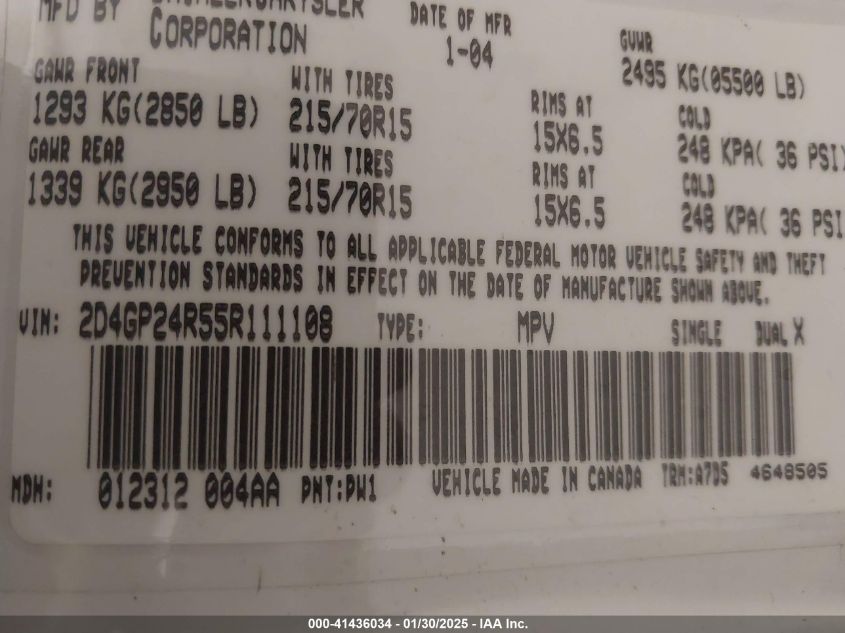 MFD BY DAIMLERCHRYSLER CORPORATION
DATE OF MFR 1-04
GVWR 2495 KG(05500 LB)
GAWR FRONT WITH TIRES RIMS AT COLD
1293 KG(2850 LB) 215/70R15 15X6.5 248 KPA( 36 PSI)
GAWR REAR WITH TIRES RIMS AT COLD
1339 KG(2950 LB) 215/70R15 15X6.5 248 KPA( 36 PSI
THIS VEHICLE CONFORMS TO ALL APPLICABLE FEDERAL MOTOR VEHICLE SAFETY AND THEFT
PREVENTION STANDARDS IN EFFECT ON THE DATE OF MANUFACTURE SHOWN ABOVE.
VIN: 2D4GP24R55R111108 TYPE: MPV SINGLE DUAL X
MDH: 012312 004AA PNT:PW1 VEHICLE MADE IN CANADA TRM:A7D5 4648505
000-41436034 - 01/30/2025 - IAA Inc.